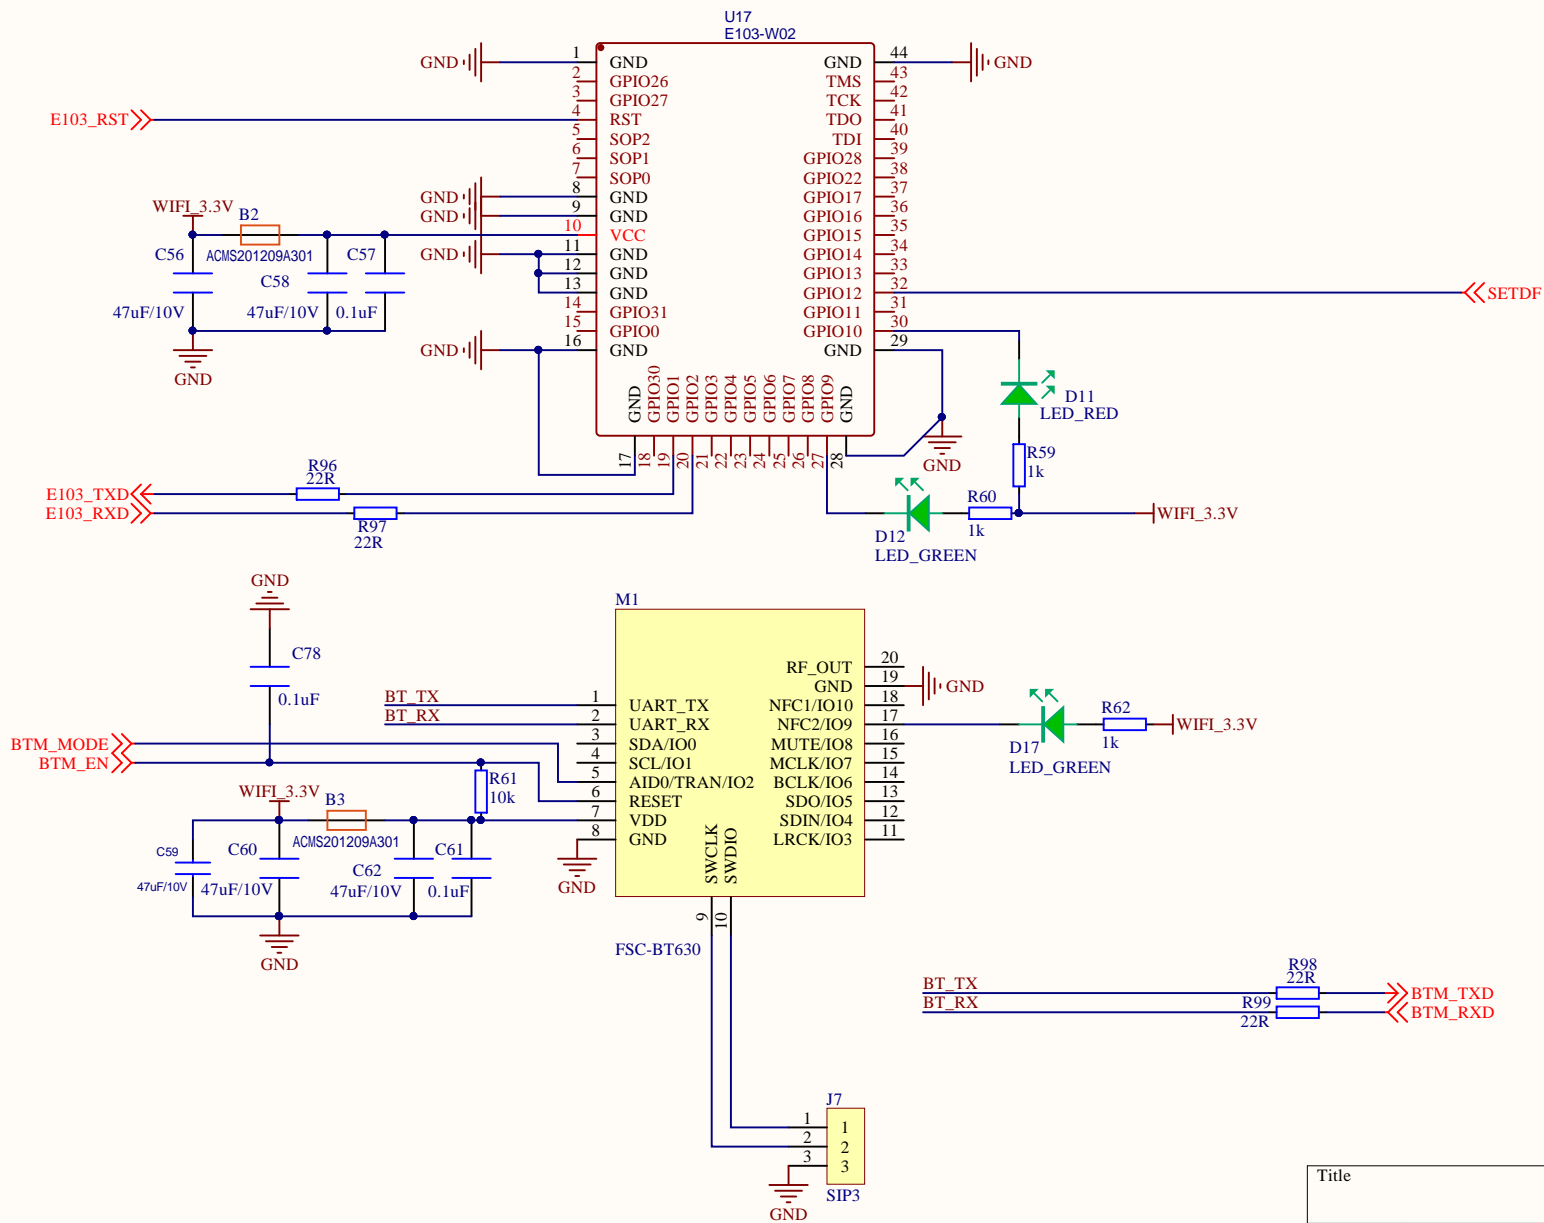 U17
E103-W02
GND 1 GND GND 44 GND
2 GPIO26 TMS 43
3 GPIO27 TCK 42
E103_RST 4 RST TDO 41
5 SOP2 TDI 40
6 SOP1 GPIO28 39
7 SOP0 GPIO22 38
GND 8 GND GPIO17 37
GND 9 GND GPIO16 36
WIFI_3.3V B2 10 VCC GPIO15 35
C56 ACMS201209A301 C57 GND 11 GND GPIO14 34
C58 12 GND GPIO13 33
13 GND GPIO12 32 SETDF
47uF/10V 47uF/10V 0.1uF 14 GPIO31 GPIO11 31
15 GPIO0 GPIO10 30
GND GND 16 GND GND 29
GND GPIO30 GPIO1 GPIO2 GPIO3 GPIO4 GPIO5 GPIO6 GPIO7 GPIO8 GPIO9 GND
17 18 19 20 21 22 23 24 25 26 27 28
D11
LED_RED
GND
R59
1k
R96
22R
E103_TXD
E103_RXD
R97
22R
R60
1k
WIFI_3.3V
D12
LED_GREEN
GND
C78
0.1uF
M1
RF_OUT 20
GND 19 GND
BT_TX 1 UART_TX NFC1/IO10 18
BT_RX 2 UART_RX NFC2/IO9 17
BTM_MODE 3 SDA/IO0 MUTE/IO8 16
BTM_EN 4 SCL/IO1 MCLK/IO7 15
5 AID0/TRAN/IO2 BCLK/IO6 14
6 RESET SDO/IO5 13
7 VDD SDIN/IO4 12
8 GND LRCK/IO3 11
SWCLK SWDIO
9 10
R62
1k
WIFI_3.3V
D17
LED_GREEN
R61
10k
WIFI_3.3V B3
ACMS201209A301
C59 C60 C62 C61
47uF/10V 47uF/10V 47uF/10V 0.1uF
GND
GND
FSC-BT630
BT_TX R98
22R
BTM_TXD
BT_RX R99
22R
BTM_RXD
J7
1 1
2 2
3 3
SIP3
GND
Title